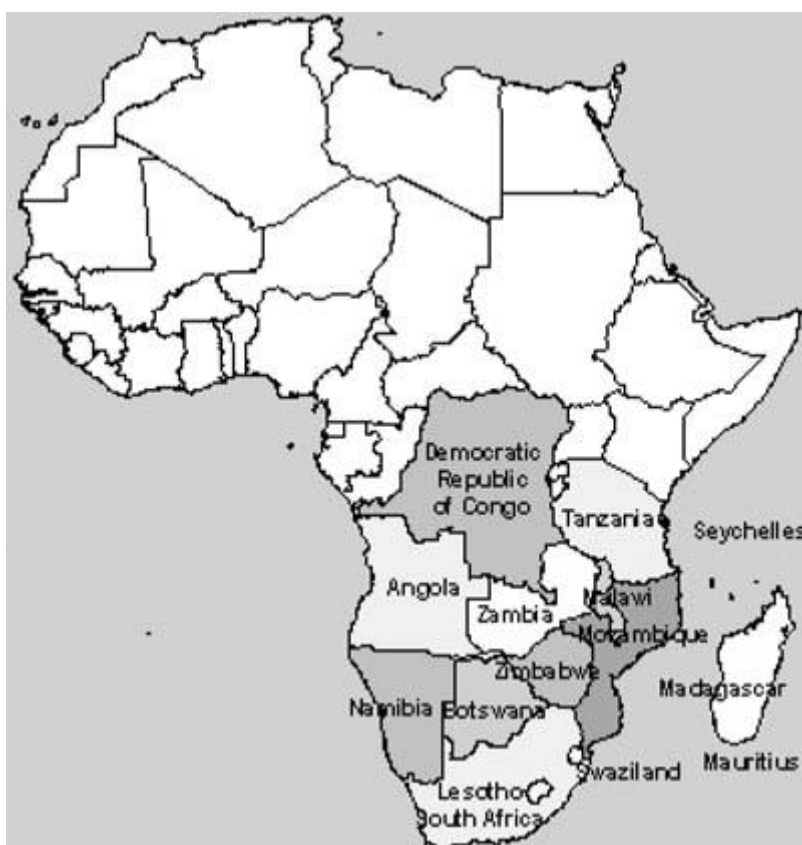 Democratic
Republic
of Congo
Tanzania
Seychelles
Angola
Zambia
Malawi
Mozambique
Zimbabwe
Namibia
Botswana
Madagascar
Mauritius
Swaziland
Lesotho
South Africa